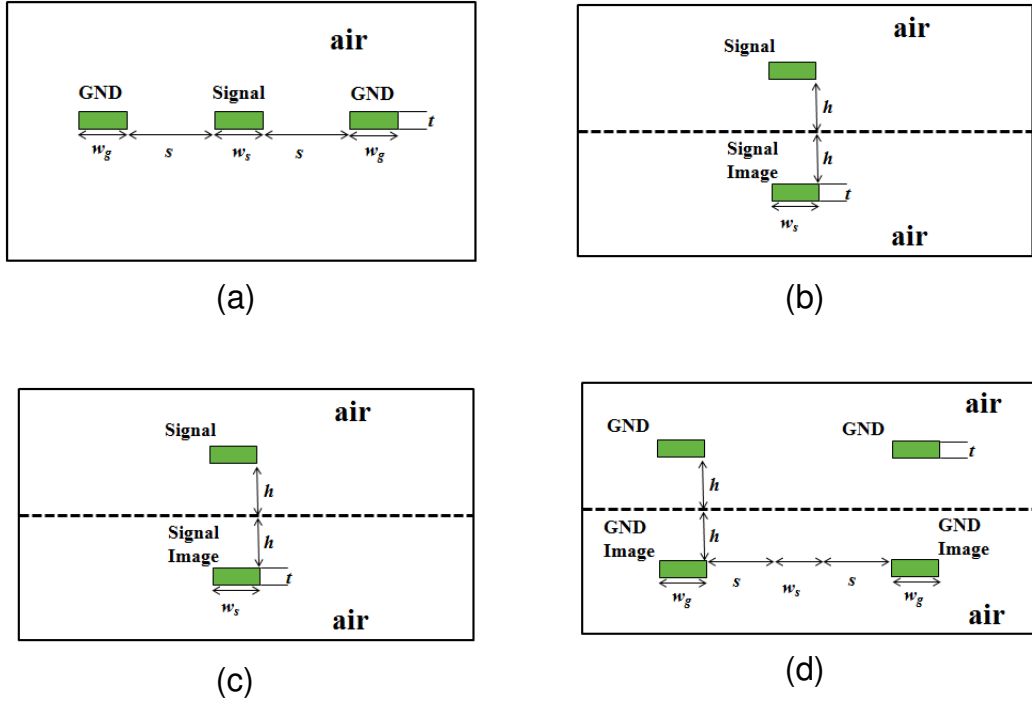 air
GND Signal GND
t
w_g s w_s s w_g
(a)
air
Signal
h
Signal
Image
h
t
w_s
air
(b)
air
Signal
h
Signal
Image
h
t
w_s
air
(c)
air
GND GND
t
h
GND
Image
h
GND
Image
s w_s s
w_g w_g
air
(d)